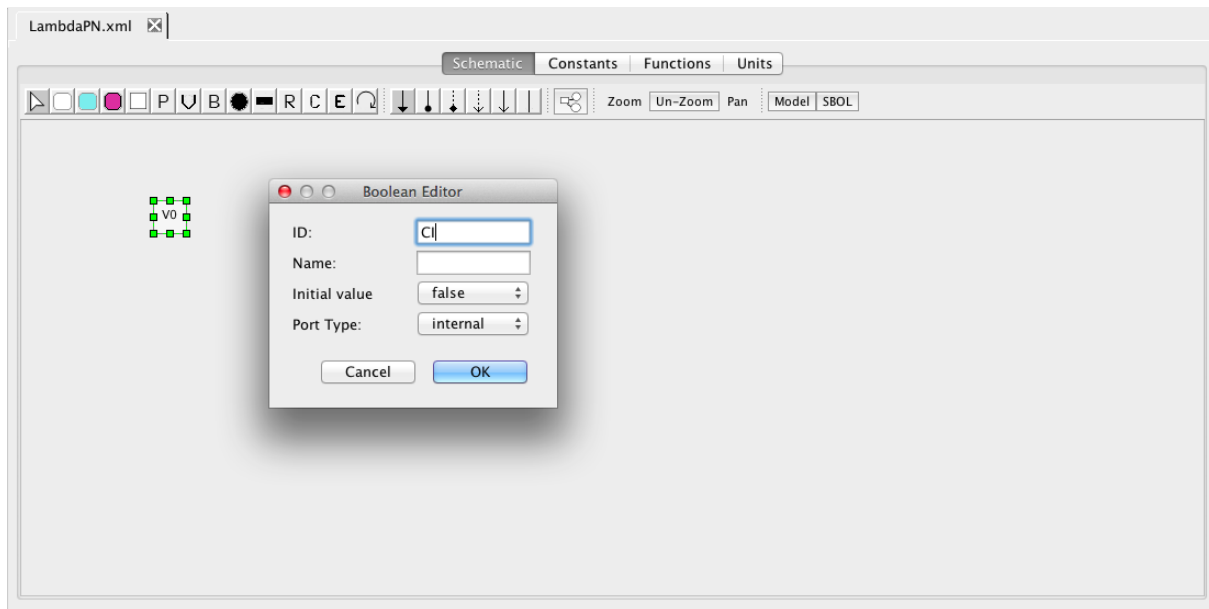 LambdaPN.xml
Schematic Constants Functions Units
P V B R C E Zoom Un-Zoom Pan Model SBOL
V0
Boolean Editor
ID: CI
Name:
Initial value false
Port Type: internal
Cancel OK